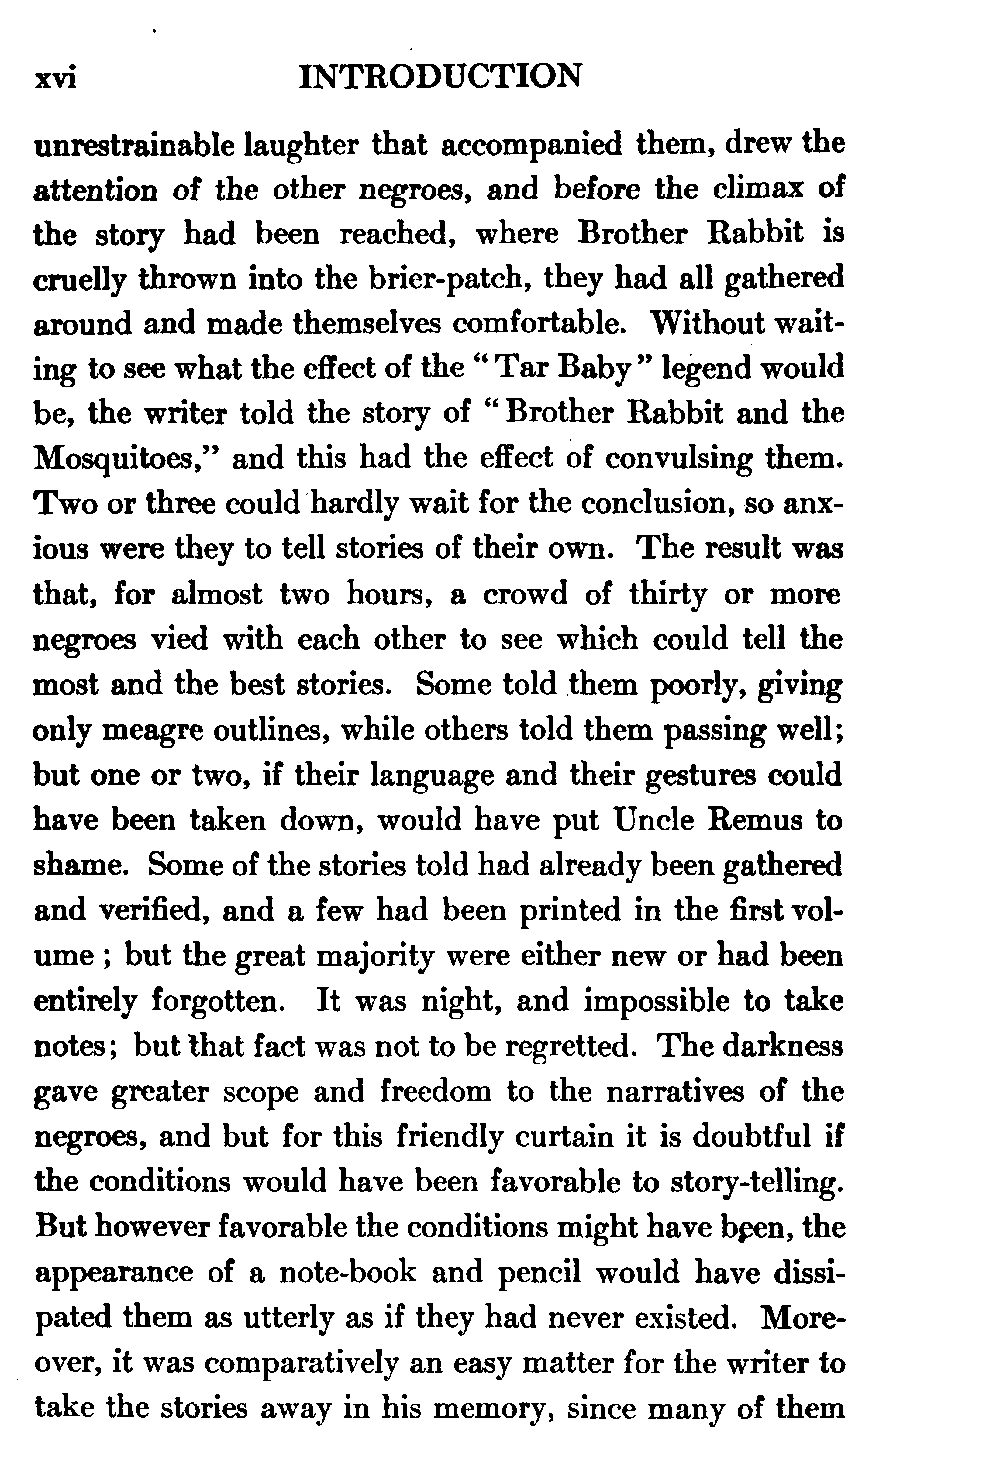 xvi INTRODUCTION
unrestrainable laughter that accompanied them, drew the
attention of the other negroes, and before the climax of
the story had been reached, where Brother Rabbit is
cruelly thrown into the brier-patch, they had all gathered
around and made themselves comfortable. Without wait-
ing to see what the effect of the “Tar Baby” legend would
be, the writer told the story of “Brother Rabbit and the
Mosquitoes,” and this had the effect of convulsing them.
Two or three could hardly wait for the conclusion, so anx-
ious were they to tell stories of their own. The result was
that, for almost two hours, a crowd of thirty or more
negroes vied with each other to see which could tell the
most and the best stories. Some told them poorly, giving
only meagre outlines, while others told them passing well;
but one or two, if their language and their gestures could
have been taken down, would have put Uncle Remus to
shame. Some of the stories told had already been gathered
and verified, and a few had been printed in the first vol-
ume ; but the great majority were either new or had been
entirely forgotten. It was night, and impossible to take
notes; but that fact was not to be regretted. The darkness
gave greater scope and freedom to the narratives of the
negroes, and but for this friendly curtain it is doubtful if
the conditions would have been favorable to story-telling.
But however favorable the conditions might have been, the
appearance of a note-book and pencil would have dissi-
pated them as utterly as if they had never existed. More-
over, it was comparatively an easy matter for the writer to
take the stories away in his memory, since many of them